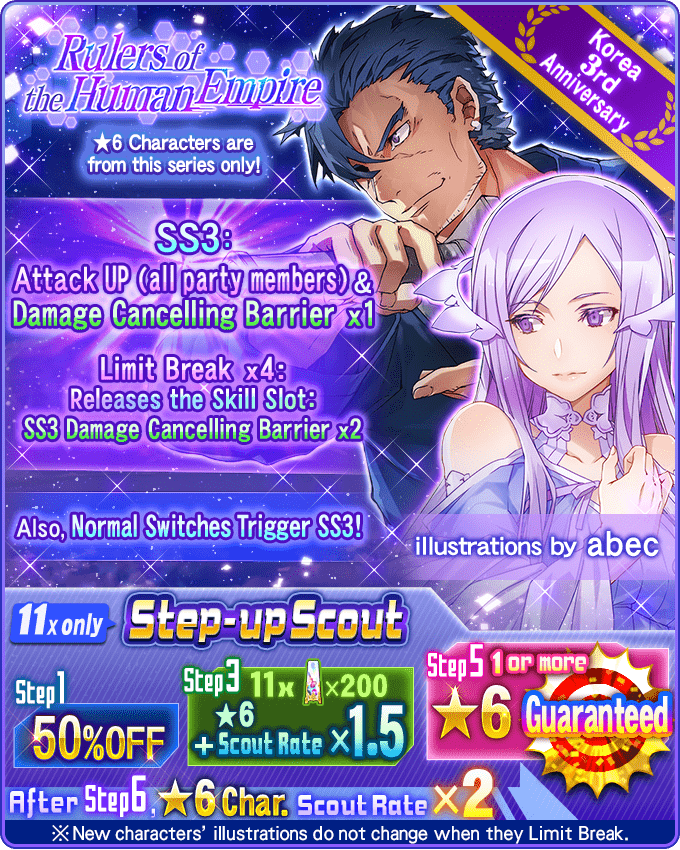 Rulers of
the Human Empire
Korea
3rd
Anniversary
★6 Characters are
from this series only!
SS3:
Attack UP (all party members) &
Damage Cancelling Barrier x1
Limit Break x4:
Releases the Skill Slot:
SS3 Damage Cancelling Barrier x2
Also, Normal Switches Trigger SS3!
illustrations by abec
11x only Step-up Scout
Step1
50%OFF
Step3 11x ×200
★6
+ Scout Rate ×1.5
Step5 1 or more
★6 Guaranteed
After Step6, ★6 Char. Scout Rate ×2
※New characters' illustrations do not change when they Limit Break.